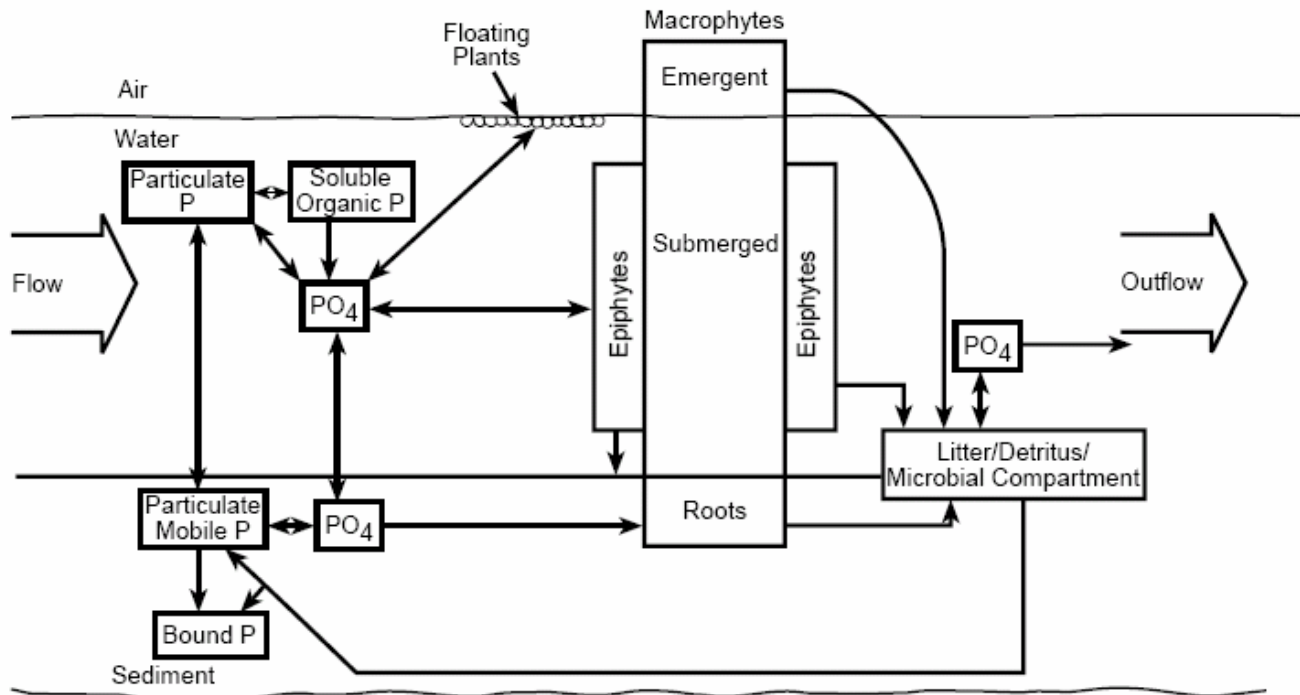 Macrophytes
Floating
Plants
Emergent
Air
Water
Particulate
P
Soluble
Organic P
Submerged
Epiphytes
Epiphytes
Flow
PO4
Outflow
PO4
Litter/Detritus/
Microbial Compartment
Particulate
Mobile P
PO4
Roots
Bound P
Sediment